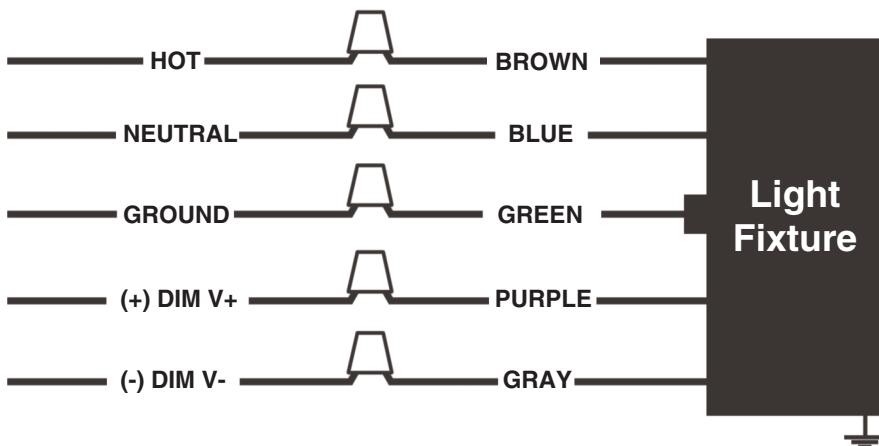 HOT BROWN
NEUTRAL BLUE
GROUND GREEN
Light
Fixture
(+) DIM V+ PURPLE
(-) DIM V- GRAY